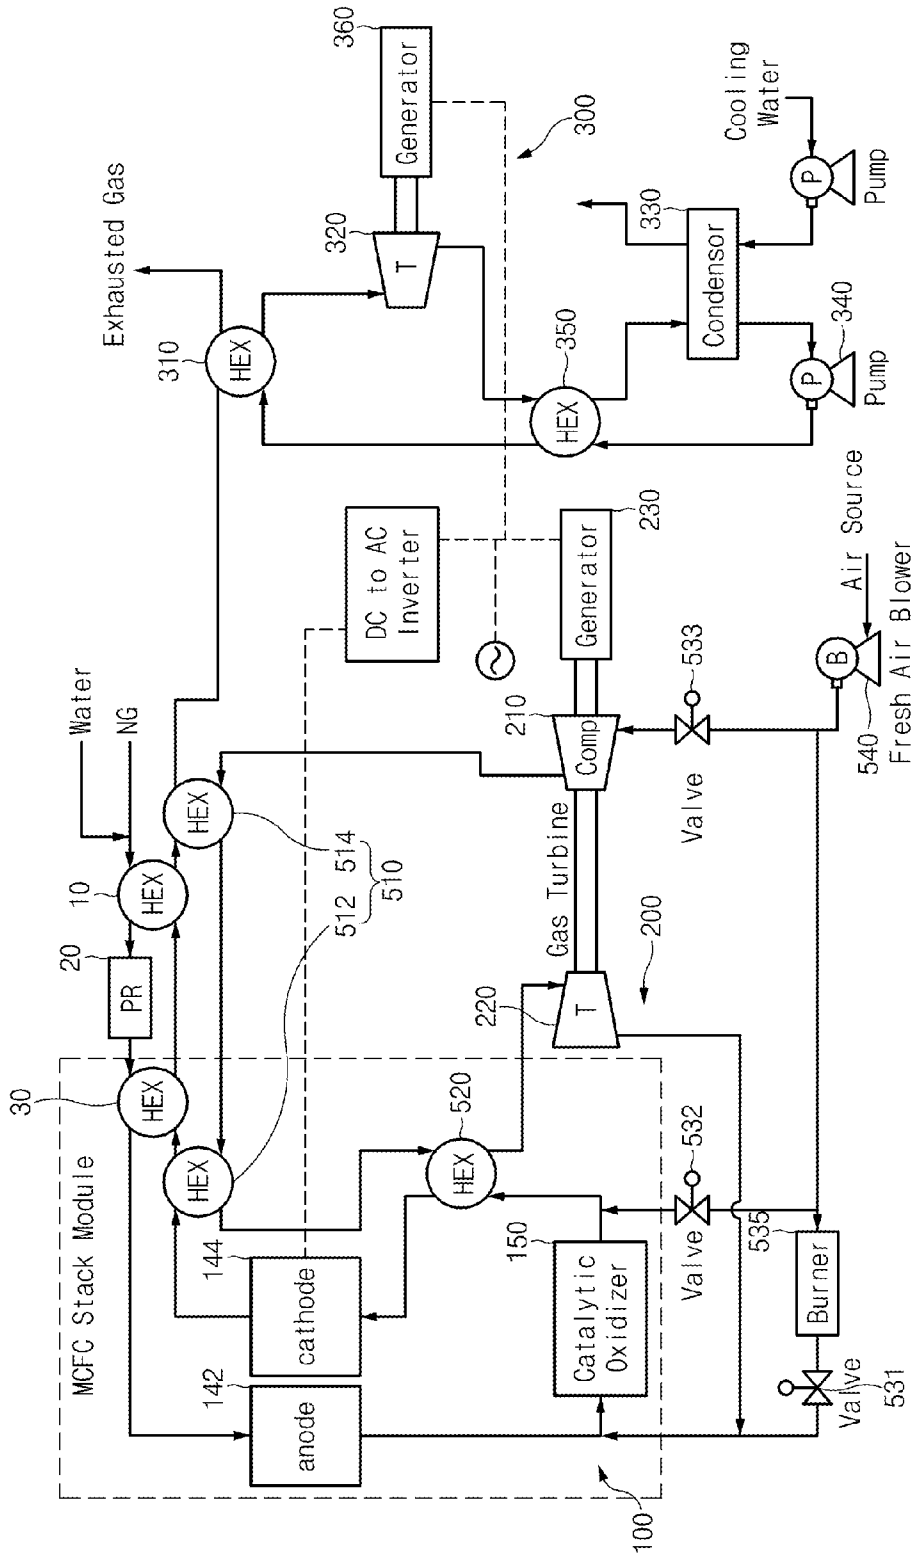 MCFC Stack Module
100
30
HEX
20
PR
10
HEX
Water
NG
HEX
HEX
512
514
510
144
cathode
142
anode
150
Catalytic
Oxidizer
520
HEX
220
T
Gas Turbine
200
210
Comp
230
Generator
DC to AC
Inverter
Exhausted Gas
310
HEX
320
T
360
Generator
300
350
HEX
330
Condensor
340
P
Pump
Cooling
Water
P
Pump
Valve
532
Valve
533
535
Burner
531
Valve
540
B
Air Source
Fresh Air Blower